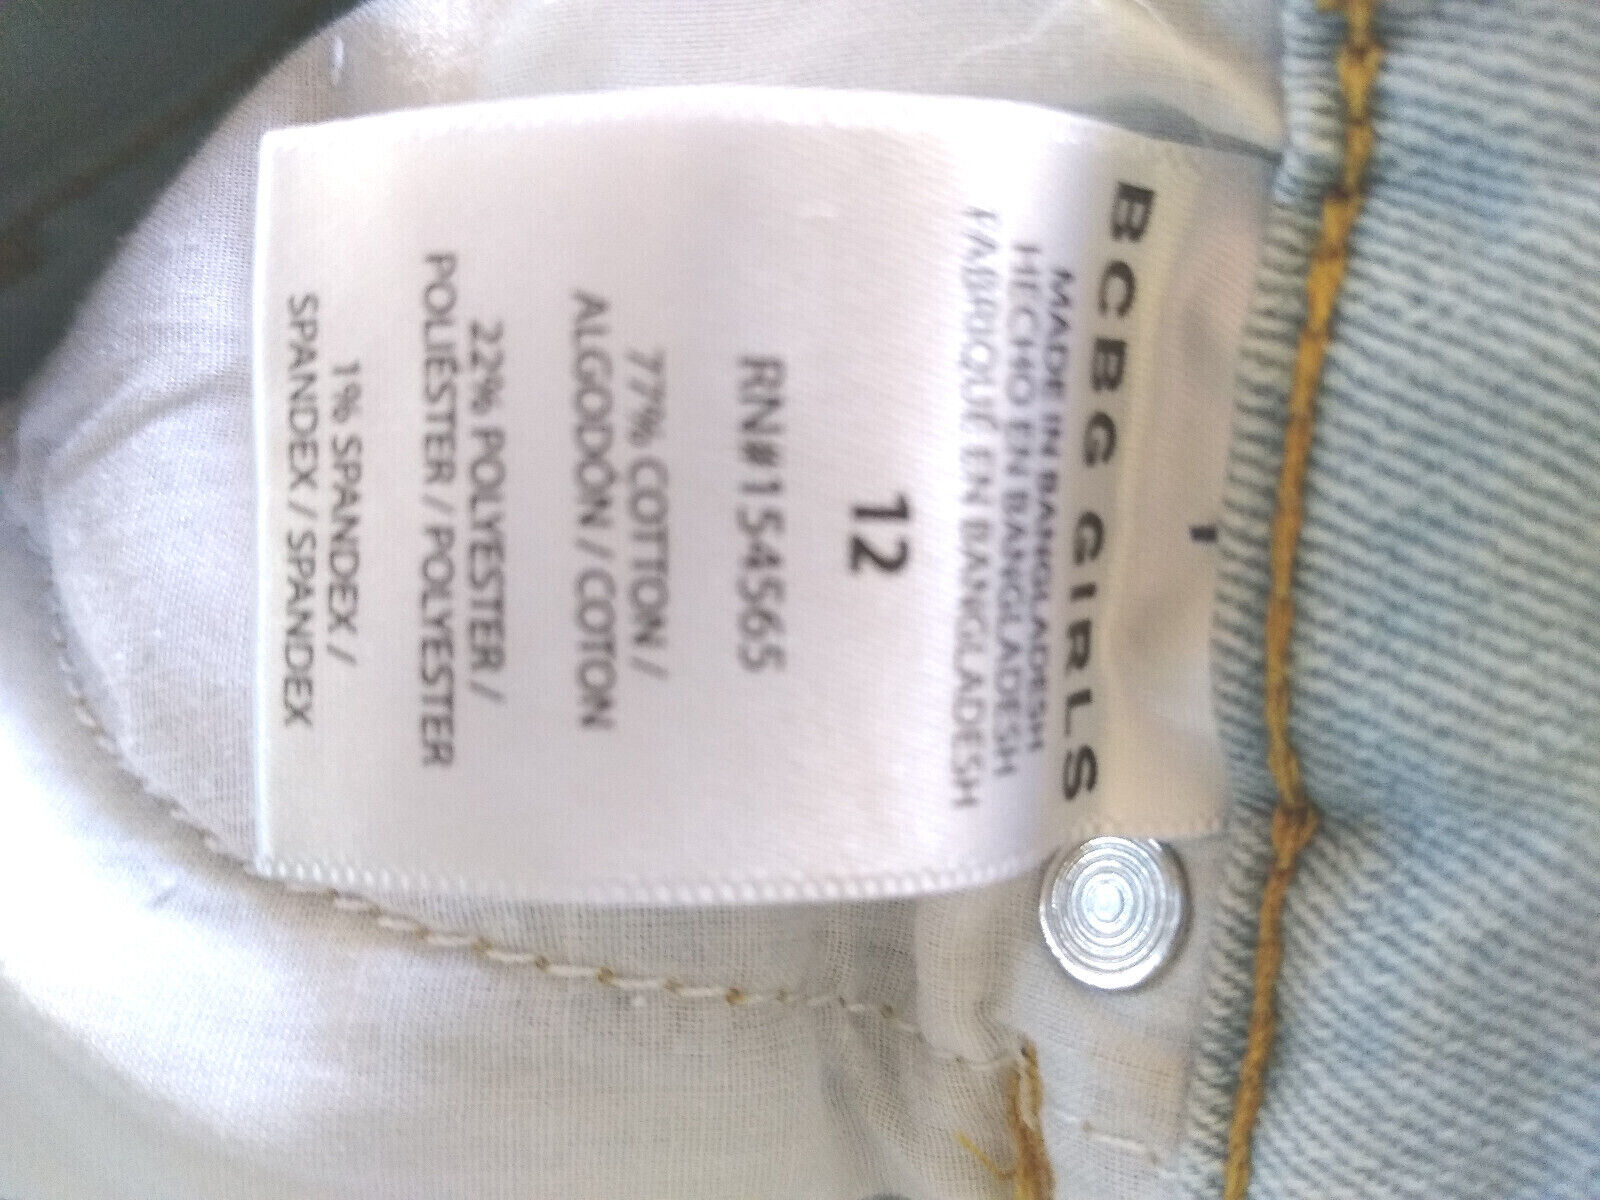 BCBG GIRLS
MADE IN BANGLADESH
HECHO EN BANGLADESH
FABRIQUÉ EN BANGLADESH
12
RN#154565
77% COTTON /
ALGODÓN / COTON
22% POLYESTER /
POLIÉSTER / POLYESTER
1% SPANDEX /
SPANDEX / SPANDEX